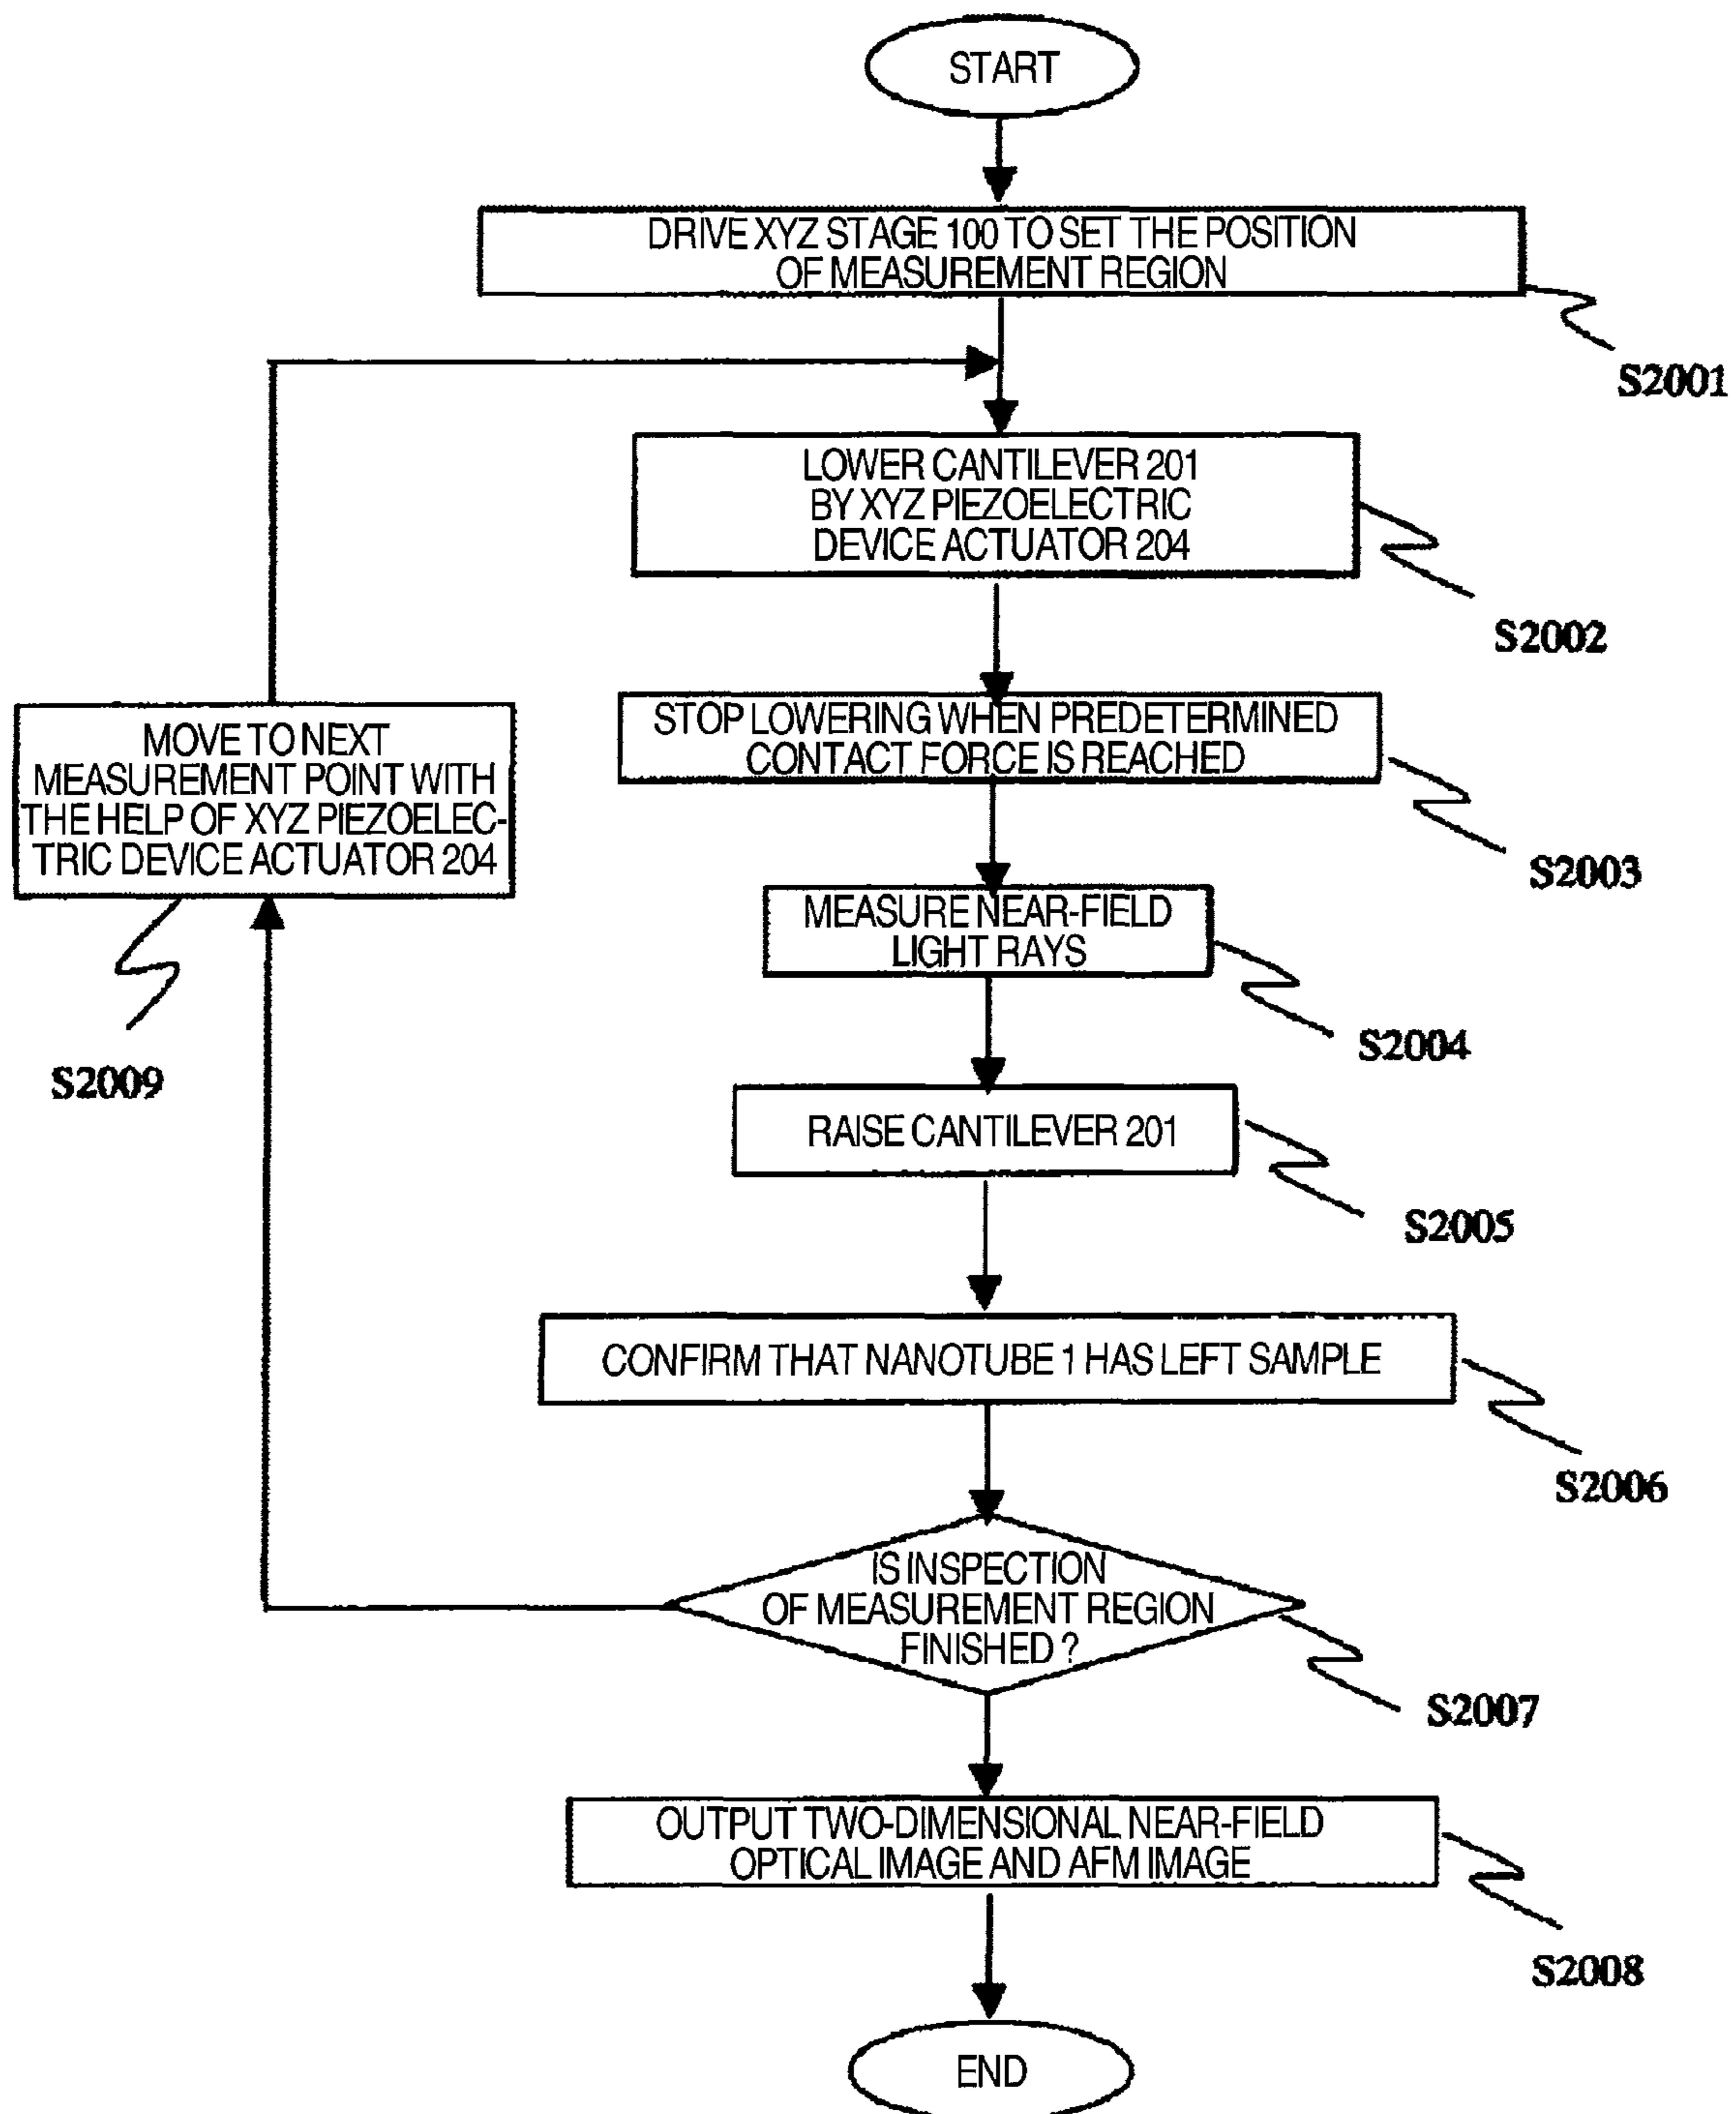 START
DRIVE XYZ STAGE 100 TO SET THE POSITION
OF MEASUREMENT REGION
S2001
LOWER CANTILEVER 201
BY XYZ PIEZOELECTRIC
DEVICE ACTUATOR 204
S2002
STOP LOWERING WHEN PREDETERMINED
CONTACT FORCE IS REACHED
S2003
MOVE TO NEXT
MEASUREMENT POINT WITH
THE HELP OF XYZ PIEZOELEC-
TRIC DEVICE ACTUATOR 204
S2009
MEASURE NEAR-FIELD
LIGHT RAYS
S2004
RAISE CANTILEVER 201
S2005
CONFIRM THAT NANOTUBE 1 HAS LEFT SAMPLE
S2006
IS INSPECTION
OF MEASUREMENT REGION
FINISHED ?
S2007
OUTPUT TWO-DIMENSIONAL NEAR-FIELD
OPTICAL IMAGE AND AFM IMAGE
S2008
END